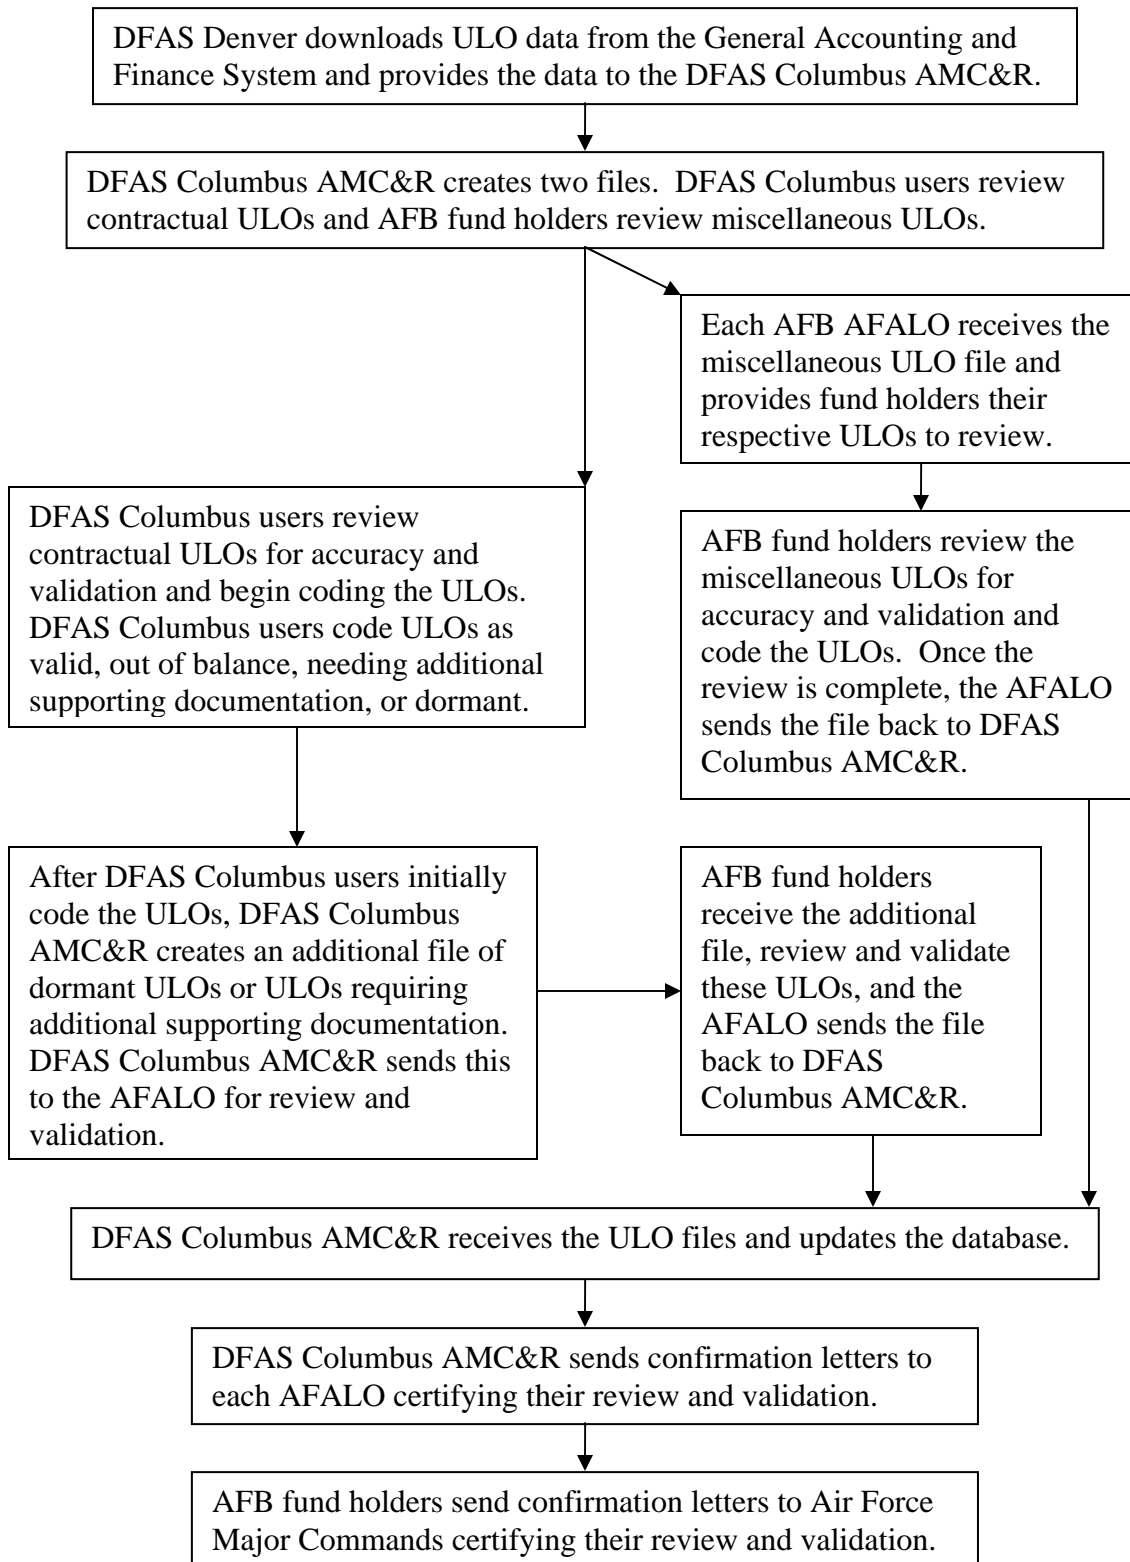 DFAS Denver downloads ULO data from the General Accounting and
Finance System and provides the data to the DFAS Columbus AMC&R.
DFAS Columbus AMC&R creates two files.  DFAS Columbus users review
contractual ULOs and AFB fund holders review miscellaneous ULOs.
Each AFB AFALO receives the
miscellaneous ULO file and
provides fund holders their
respective ULOs to review.
DFAS Columbus users review
contractual ULOs for accuracy and
validation and begin coding the ULOs.
DFAS Columbus users code ULOs as
valid, out of balance, needing additional
supporting documentation, or dormant.
AFB fund holders review the
miscellaneous ULOs for
accuracy and validation and
code the ULOs.  Once the
review is complete, the AFALO
sends the file back to DFAS
Columbus AMC&R.
After DFAS Columbus users initially
code the ULOs, DFAS Columbus
AMC&R creates an additional file of
dormant ULOs or ULOs requiring
additional supporting documentation.
DFAS Columbus AMC&R sends this
to the AFALO for review and
validation.
AFB fund holders
receive the additional
file, review and validate
these ULOs, and the
AFALO sends the file
back to DFAS
Columbus AMC&R.
DFAS Columbus AMC&R receives the ULO files and updates the database.
DFAS Columbus AMC&R sends confirmation letters to
each AFALO certifying their review and validation.
AFB fund holders send confirmation letters to Air Force
Major Commands certifying their review and validation.